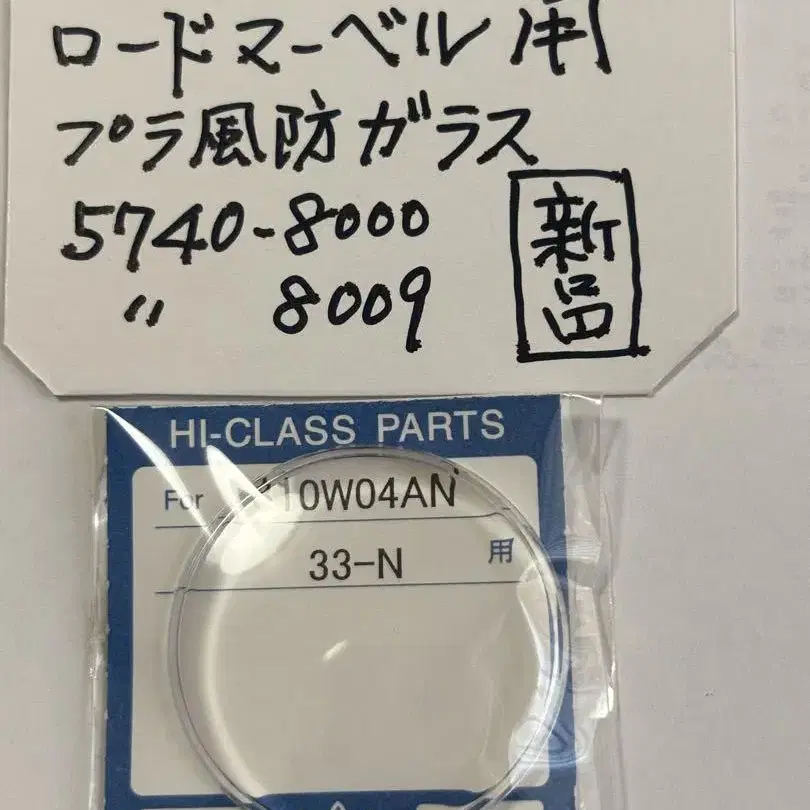 ロードマーベル用
プラ風防ガラス
5740-8000
〃 8009
新品
HI-CLASS PARTS
For 10W04AN
33-N 用